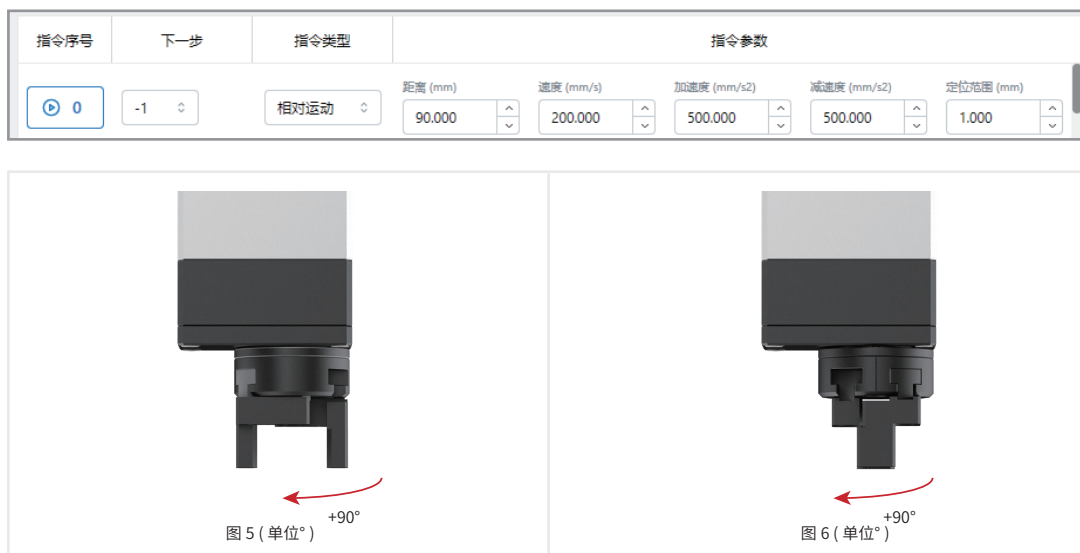 指令序号 下一步 指令类型 指令参数
距离 (mm) 速度 (mm/s) 加速度 (mm/s2) 减速度 (mm/s2) 定位范围 (mm)
0 -1 相对运动 90.000 200.000 500.000 500.000 1.000
+90°
图 5 ( 单位° )
+90°
图 6 ( 单位° )